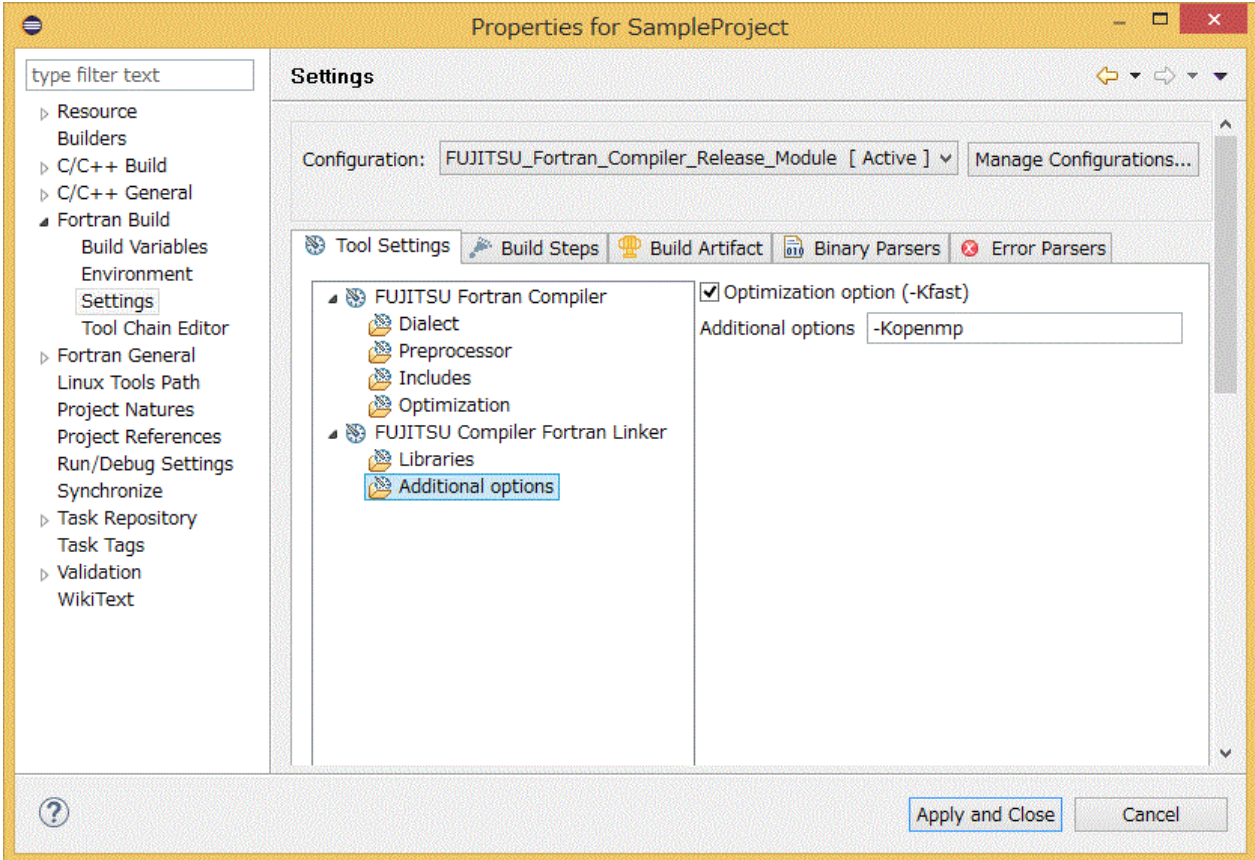 Properties for SampleProject
type filter text
Resource
Builders
C/C++ Build
C/C++ General
Fortran Build
Build Variables
Environment
Settings
Tool Chain Editor
Fortran General
Linux Tools Path
Project Natures
Project References
Run/Debug Settings
Synchronize
Task Repository
Task Tags
Validation
WikiText
Settings
Configuration: FUJITSU_Fortran_Compiler_Release_Module [ Active ] Manage Configurations...
Tool Settings Build Steps Build Artifact Binary Parsers Error Parsers
FUJITSU Fortran Compiler
Dialect
Preprocessor
Includes
Optimization
FUJITSU Compiler Fortran Linker
Libraries
Additional options
Optimization option (-Kfast)
Additional options -Kopenmp
Apply and Close Cancel